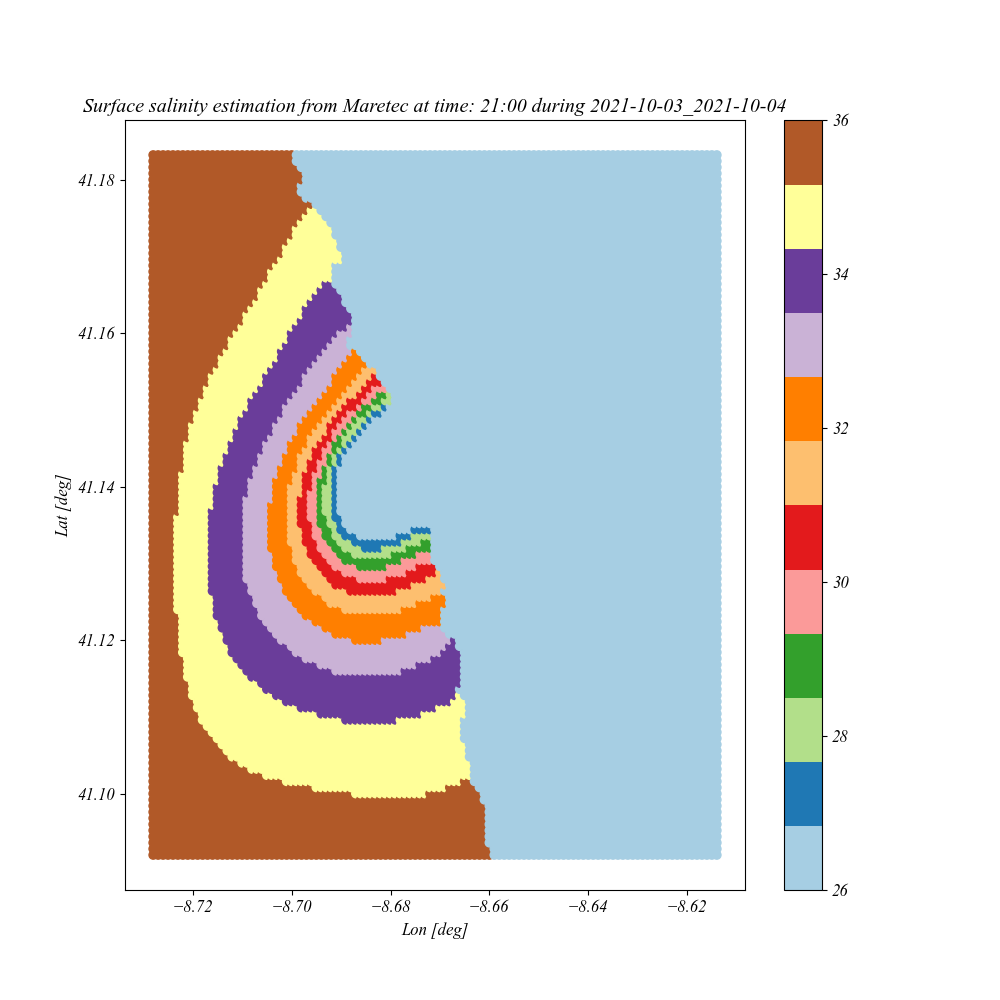 Surface salinity estimation from Maretec at time: 21:00 during 2021-10-03_2021-10-04
36
34
32
30
28
26
41.18
41.16
41.14
41.12
41.10
Lat [deg]
−8.72 −8.70 −8.68 −8.66 −8.64 −8.62
Lon [deg]